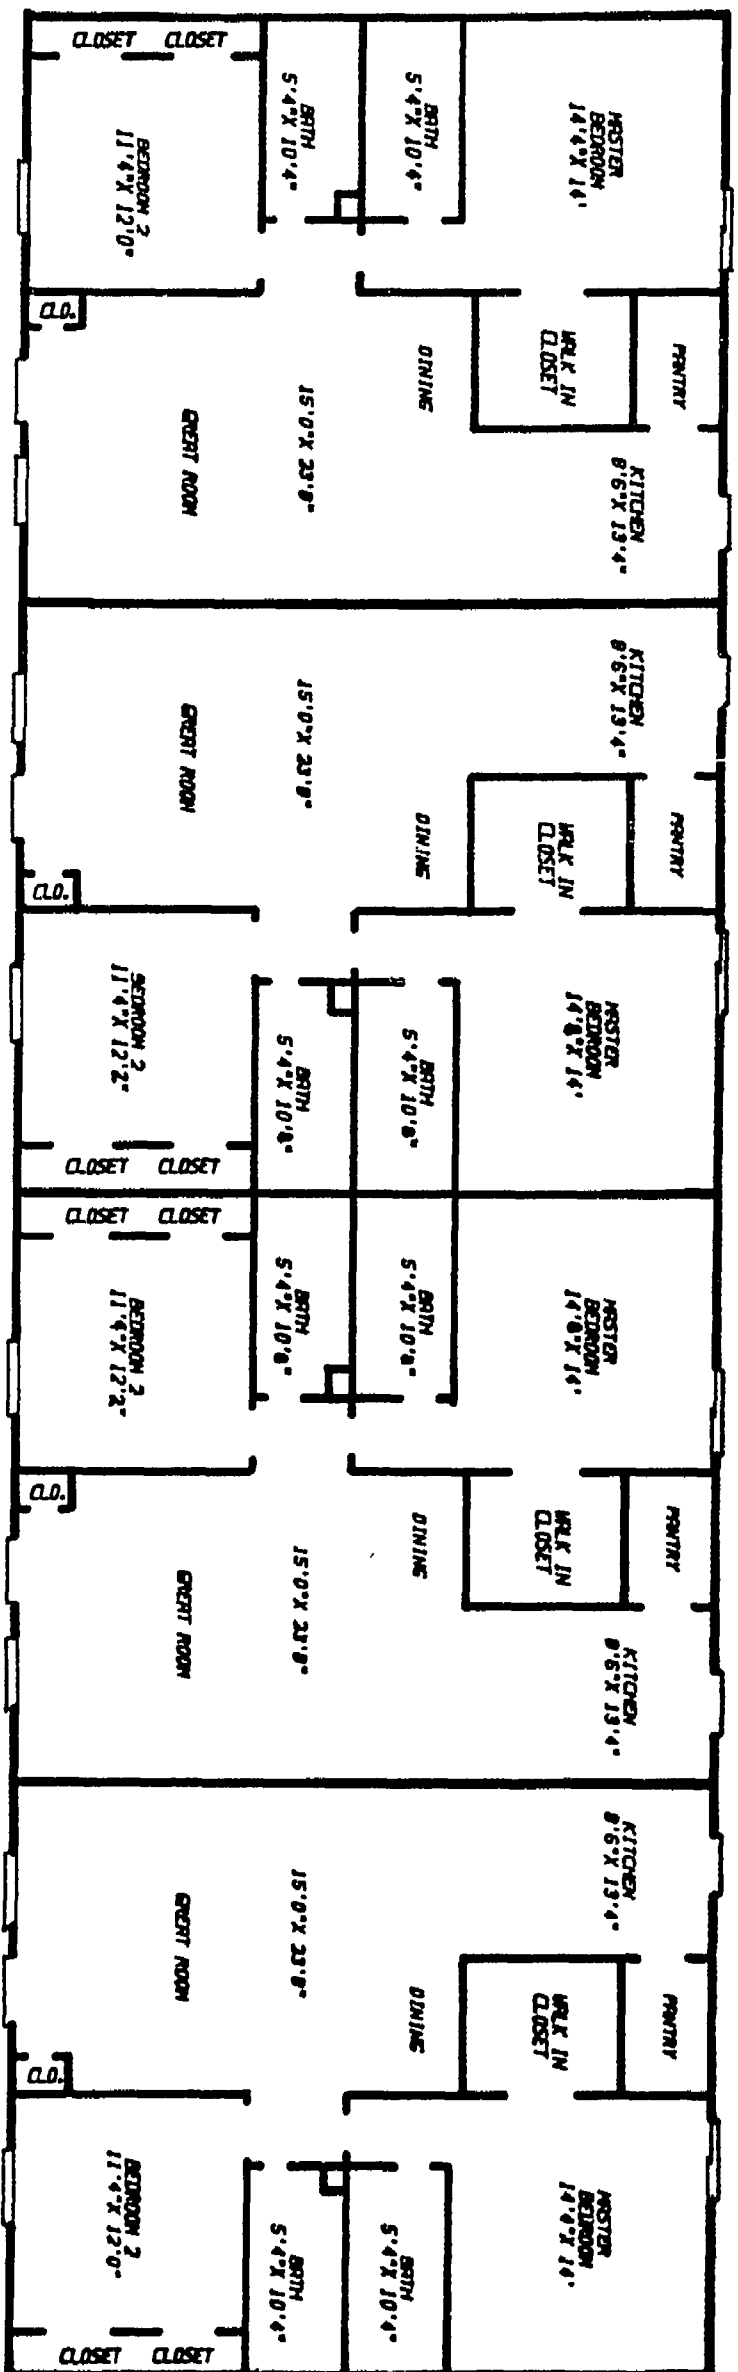 CLOSET CLOSET
BATH
5'4"X 10'4"
BATH
5'4"X 10'4"
MASTER
BEDROOM
14'4"X 14'
BEDROOM 2
11'4"X 12'0"
CLO.
DINING
WALK IN
CLOSET
PANTRY
GREAT ROOM
15'0"X 23'8"
KITCHEN
8'6"X 13'4"
KITCHEN
8'6"X 13'4"
GREAT ROOM
15'0"X 23'8"
DINING
WALK IN
CLOSET
PANTRY
CLO.
BEDROOM 2
11'4"X 12'2"
MASTER
BEDROOM
14'8"X 14'
BATH
5'4"X 10'8"
BATH
5'4"X 10'8"
CLOSET CLOSET
CLOSET CLOSET
BATH
5'4"X 10'8"
BATH
5'4"X 10'8"
MASTER
BEDROOM
14'8"X 14'
BEDROOM 2
11'4"X 12'2"
CLO.
DINING
WALK IN
CLOSET
PANTRY
GREAT ROOM
15'0"X 23'8"
KITCHEN
8'6"X 13'4"
KITCHEN
8'6"X 13'4"
GREAT ROOM
15'0"X 23'8"
DINING
WALK IN
CLOSET
PANTRY
CLO.
BEDROOM 2
11'4"X 12'0"
MASTER
BEDROOM
14'4"X 14'
BATH
5'4"X 10'4"
BATH
5'4"X 10'4"
CLOSET CLOSET